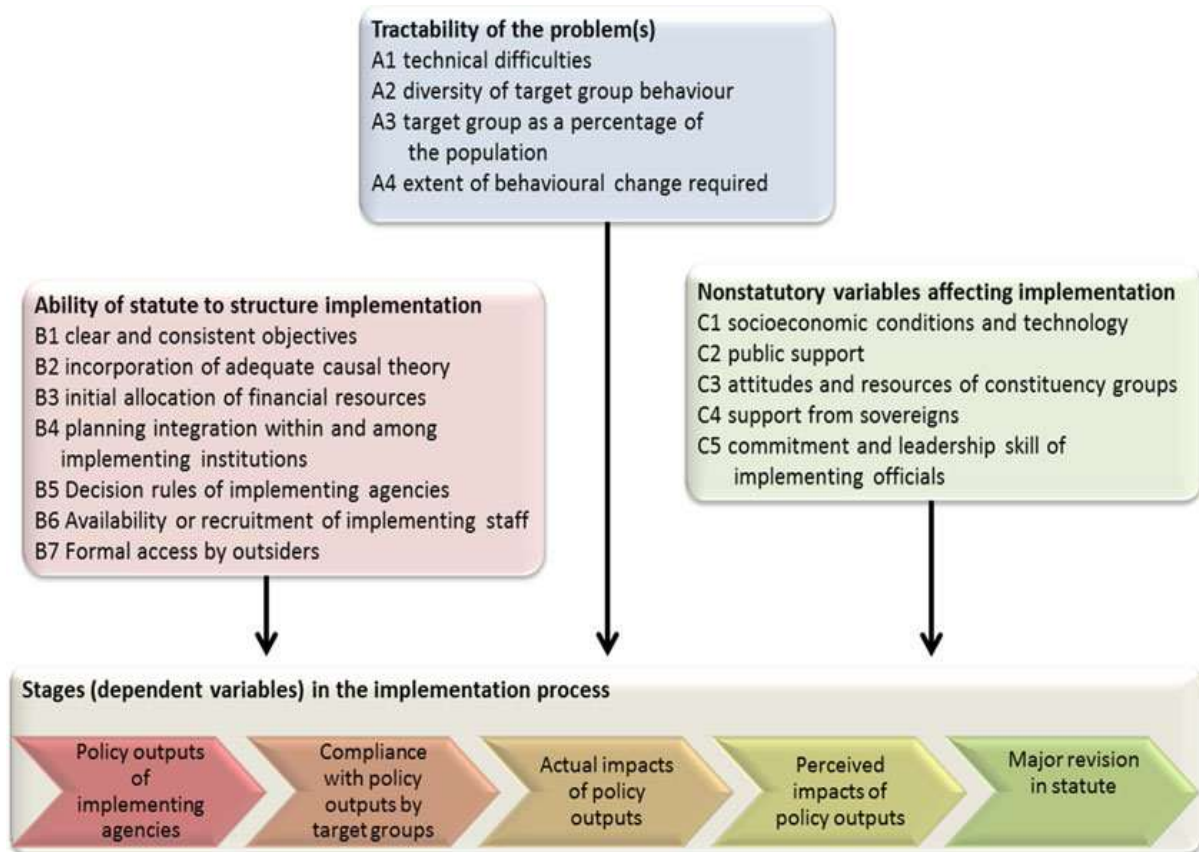 Tractability of the problem(s)
A1 technical difficulties
A2 diversity of target group behaviour
A3 target group as a percentage of
the population
A4 extent of behavioural change required
Ability of statute to structure implementation
B1 clear and consistent objectives
B2 incorporation of adequate causal theory
B3 initial allocation of financial resources
B4 planning integration within and among
implementing institutions
B5 Decision rules of implementing agencies
B6 Availability or recruitment of implementing staff
B7 Formal access by outsiders
Nonstatutory variables affecting implementation
C1 socioeconomic conditions and technology
C2 public support
C3 attitudes and resources of constituency groups
C4 support from sovereigns
C5 commitment and leadership skill of
implementing officials
Stages (dependent variables) in the implementation process
Policy outputs
of
implementing
agencies
Compliance
with policy
outputs by
target groups
Actual impacts
of policy
outputs
Perceived
impacts of
policy outputs
Major revision
in statute